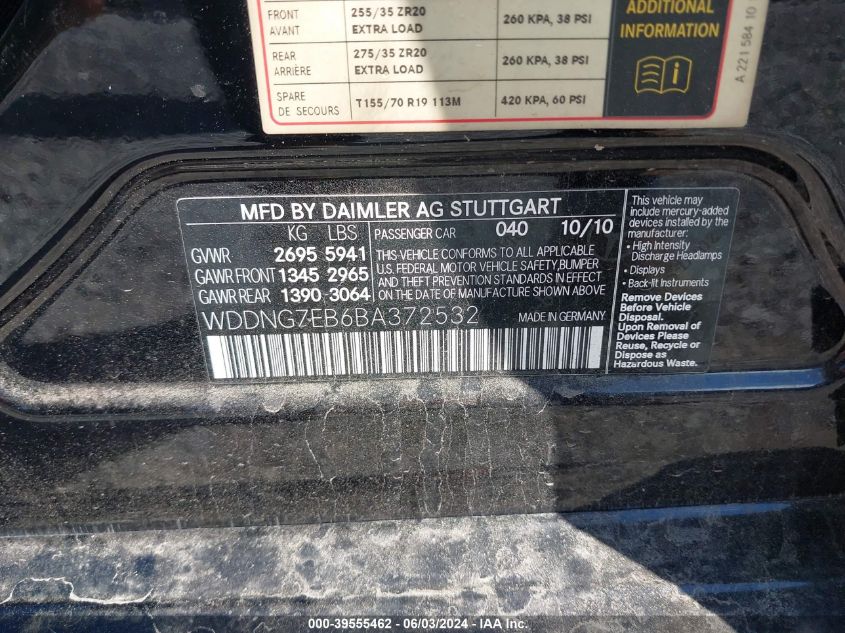 FRONT 255/35 ZR20 260 KPA, 38 PSI
AVANT EXTRA LOAD
REAR 275/35 ZR20 260 KPA, 38 PSI
ARRIÈRE EXTRA LOAD
SPARE T155/70 R19 113M 420 KPA, 60 PSI
DE SECOURS
ADDITIONAL
INFORMATION
A 221 584 10
MFD BY DAIMLER AG STUTTGART
KG LBS PASSENGER CAR 040 10/10
GVWR 2695 5941
GAWR FRONT 1345 2965
GAWR REAR 1390 3064
THIS VEHICLE CONFORMS TO ALL APPLICABLE
U.S. FEDERAL MOTOR VEHICLE SAFETY, BUMPER
AND THEFT PREVENTION STANDARDS IN EFFECT
ON THE DATE OF MANUFACTURE SHOWN ABOVE
WDDNG7EB6BA372532 MADE IN GERMANY
This vehicle may
include mercury-added
devices installed by the
manufacturer:
• High Intensity
Discharge Headlamps
• Displays
• Back-lit Instruments
Remove Devices
Before Vehicle
Disposal.
Upon Removal of
Devices Please
Reuse, Recycle or
Dispose as
Hazardous Waste.
000-39555462 - 06/03/2024 - IAAI.COM